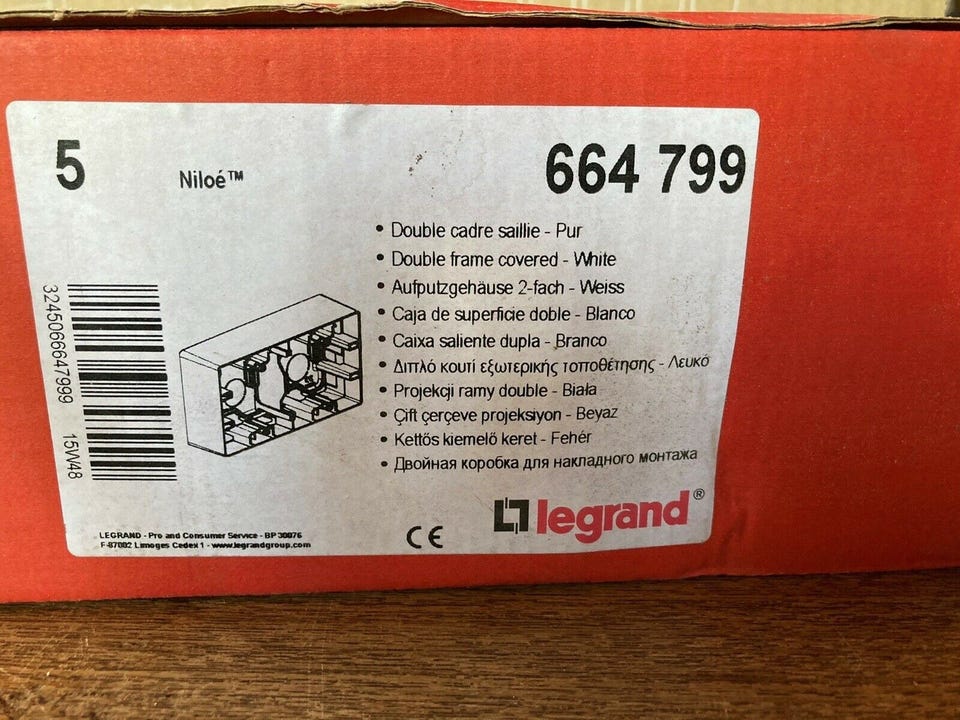 5
Niloé™
664 799
• Double cadre saillie - Pur
• Double frame covered - White
• Aufputzgehäuse 2-fach - Weiss
• Caja de superficie doble - Blanco
• Caixa saliente dupla - Branco
• Διπλό κουτί εξωτερικής τοποθέτησης - Λευκό
• Projekcji ramy double - Biała
• Çift çerçeve projeksiyon - Beyaz
• Kettős kiemelő keret - Fehér
• Двойная коробка для накладного монтажа
3245066647999
15W48
LEGRAND - Pro and Consumer Service - BP 30076
F-87002 Limoges Cedex 1 - www.legrandgroup.com
CE
legrand®